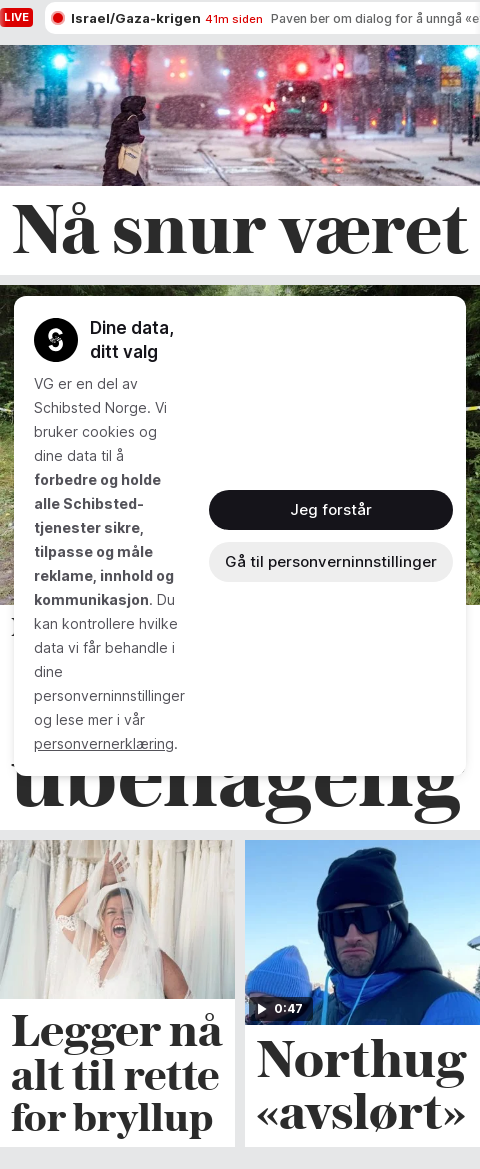 LIVE
Israel/Gaza-krigen 41m siden Paven ber om dialog for å unngå «e
Nå snur været
Dine data,
ditt valg
VG er en del av
Schibsted Norge. Vi
bruker cookies og
dine data til å
forbedre og holde
alle Schibsted-
tjenester sikre,
tilpasse og måle
reklame, innhold og
kommunikasjon. Du
kan kontrollere hvilke
data vi får behandle i
dine
personverninnstillinger
og lese mer i vår
personvernerklæring.
Jeg forstår
Gå til personverninnstillinger
ubehagelig
0:47
Legger nå
alt til rette
for bryllup
Northug
«avslørt»